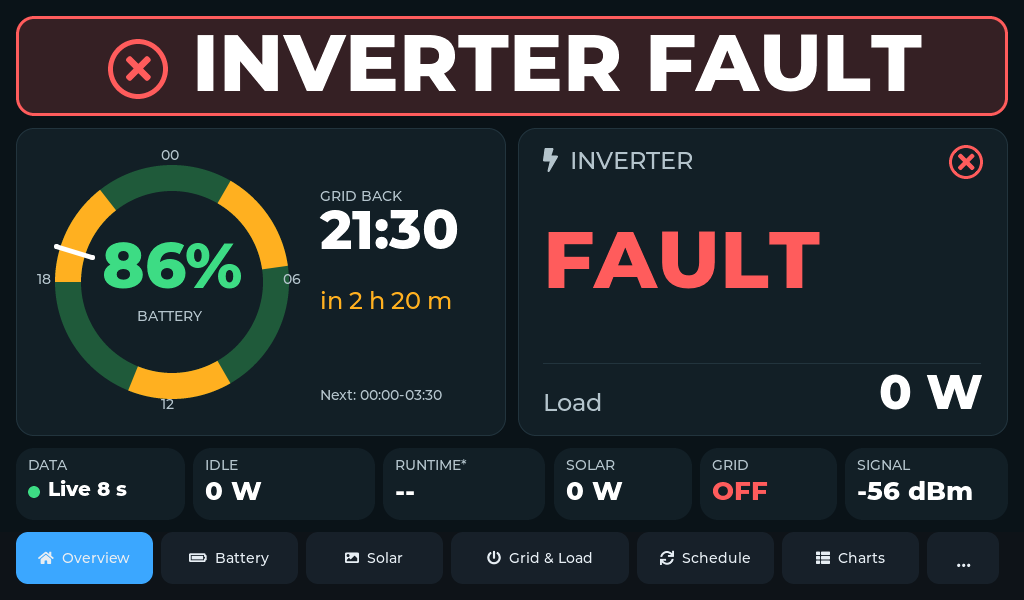 INVERTER FAULT
00
18
06
12
86%
BATTERY
GRID BACK
21:30
in 2 h 20 m
Next: 00:00-03:30
INVERTER
FAULT
Load
0 W
DATA
Live 8 s
IDLE
0 W
RUNTIME*
--
SOLAR
0 W
GRID
OFF
SIGNAL
-56 dBm
Overview
Battery
Solar
Grid & Load
Schedule
Charts
...